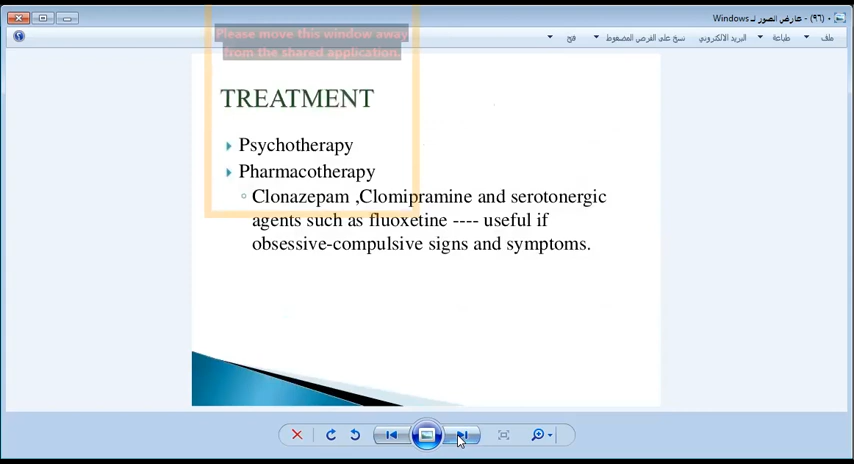 (٩٦) - عارض الصور لـ Windows
ملف طباعة البريد الالكتروني نسخ على القرص المضغوط فتح
Please move this window away
from the shared application.
TREATMENT
Psychotherapy
Pharmacotherapy
Clonazepam ,Clomipramine and serotonergic
agents such as fluoxetine ---- useful if
obsessive-compulsive signs and symptoms.